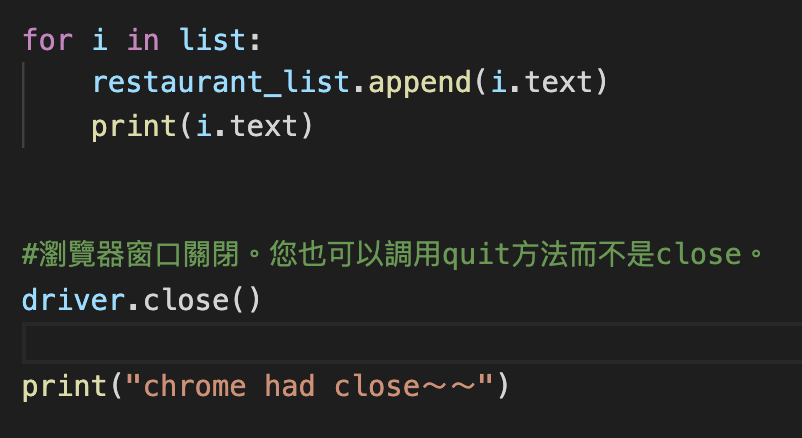 for i in list:
restaurant_list.append(i.text)
print(i.text)
#瀏覽器窗口關閉。您也可以調用quit方法而不是close。
driver.close()
print("chrome had close～～")